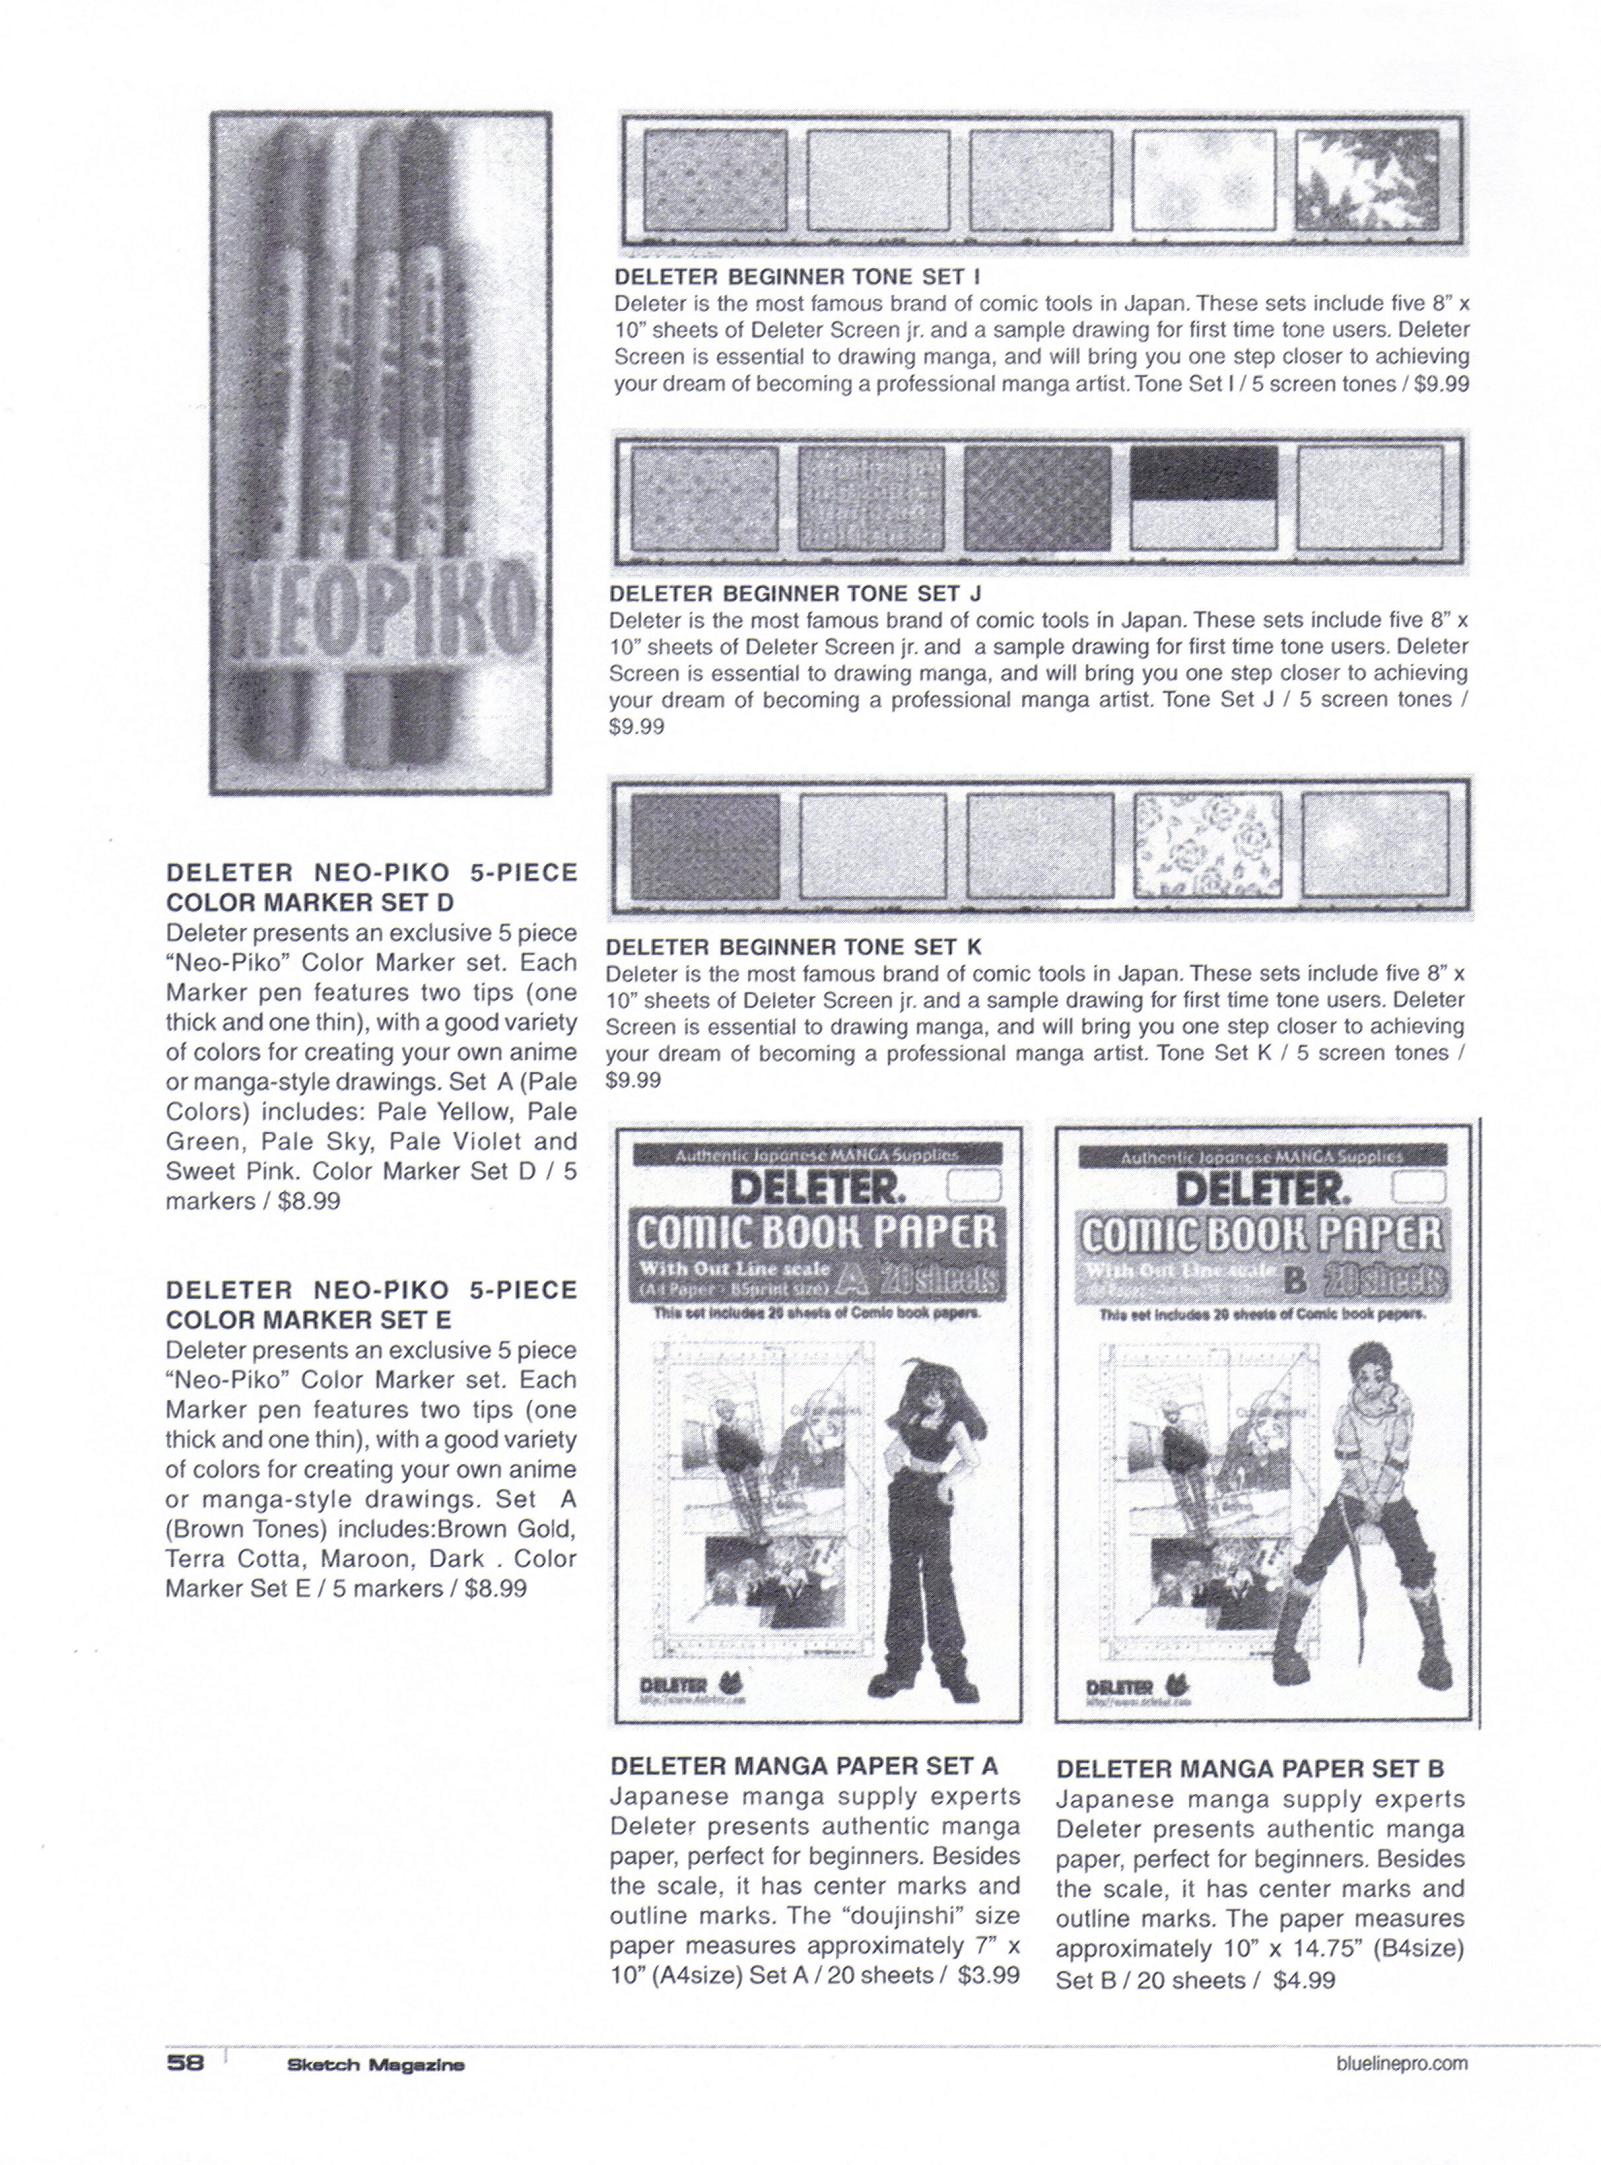 NEOPIKO
DELETER NEO-PIKO 5-PIECE
COLOR MARKER SET D
Deleter presents an exclusive 5 piece
“Neo-Piko” Color Marker set. Each
Marker pen features two tips (one
thick and one thin), with a good variety
of colors for creating your own anime
or manga-style drawings. Set A (Pale
Colors) includes: Pale Yellow, Pale
Green, Pale Sky, Pale Violet and
Sweet Pink. Color Marker Set D / 5
markers / $8.99
DELETER NEO-PIKO 5-PIECE
COLOR MARKER SET E
Deleter presents an exclusive 5 piece
“Neo-Piko” Color Marker set. Each
Marker pen features two tips (one
thick and one thin), with a good variety
of colors for creating your own anime
or manga-style drawings. Set A
(Brown Tones) includes:Brown Gold,
Terra Cotta, Maroon, Dark . Color
Marker Set E / 5 markers / $8.99
DELETER BEGINNER TONE SET I
Deleter is the most famous brand of comic tools in Japan. These sets include five 8” x
10” sheets of Deleter Screen jr. and a sample drawing for first time tone users. Deleter
Screen is essential to drawing manga, and will bring you one step closer to achieving
your dream of becoming a professional manga artist. Tone Set I / 5 screen tones / $9.99
DELETER BEGINNER TONE SET J
Deleter is the most famous brand of comic tools in Japan. These sets include five 8” x
10” sheets of Deleter Screen jr. and a sample drawing for first time tone users. Deleter
Screen is essential to drawing manga, and will bring you one step closer to achieving
your dream of becoming a professional manga artist. Tone Set J / 5 screen tones /
$9.99
DELETER BEGINNER TONE SET K
Deleter is the most famous brand of comic tools in Japan. These sets include five 8” x
10” sheets of Deleter Screen jr. and a sample drawing for first time tone users. Deleter
Screen is essential to drawing manga, and will bring you one step closer to achieving
your dream of becoming a professional manga artist. Tone Set K / 5 screen tones /
$9.99
Authentic Japanese MANGA Supplies
DELETER.
COMIC BOOK PAPER
With Out Line scale A 20 sheets
(A4 Paper · B5print size)
This set includes 20 sheets of Comic book papers.
DELETER
http://www.deleter.com
DELETER MANGA PAPER SET A
Japanese manga supply experts
Deleter presents authentic manga
paper, perfect for beginners. Besides
the scale, it has center marks and
outline marks. The “doujinshi” size
paper measures approximately 7” x
10” (A4size) Set A / 20 sheets / $3.99
Authentic Japanese MANGA Supplies
DELETER.
COMIC BOOK PAPER
With Out Line scale B 20 sheets
This set includes 20 sheets of Comic book papers.
DELETER
http://www.deleter.com
DELETER MANGA PAPER SET B
Japanese manga supply experts
Deleter presents authentic manga
paper, perfect for beginners. Besides
the scale, it has center marks and
outline marks. The paper measures
approximately 10” x 14.75” (B4size)
Set B / 20 sheets / $4.99
58 Sketch Magazine bluelinepro.com